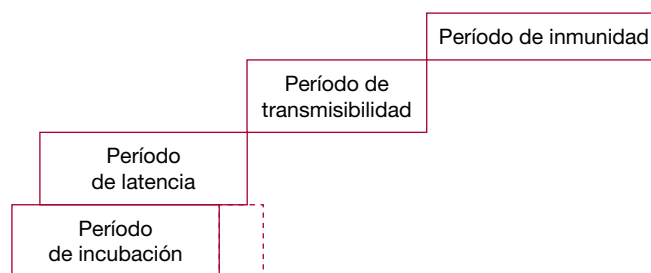 Período de inmunidad
Período de
transmisibilidad
Período
de latencia
Período
de incubación